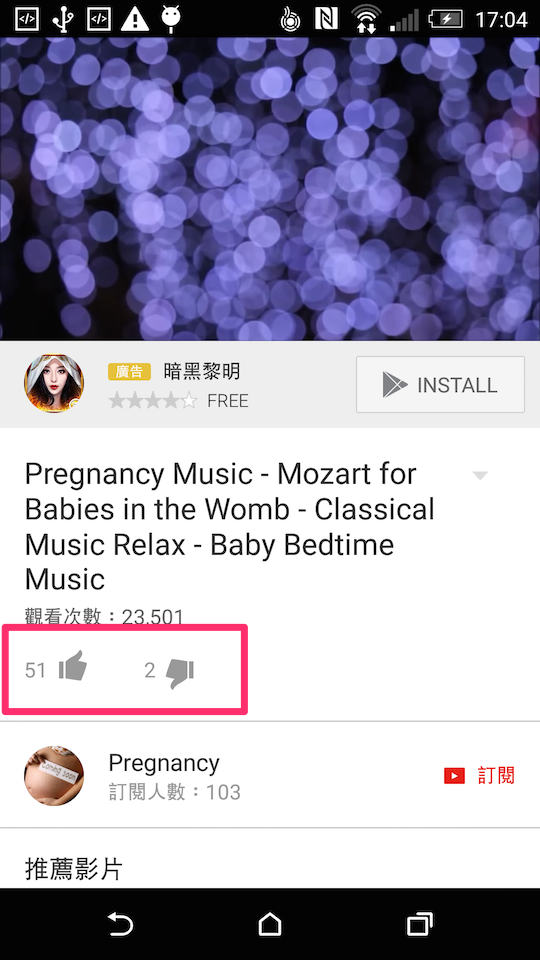 17:04
廣告 暗黑黎明
FREE
INSTALL
Pregnancy Music - Mozart for
Babies in the Womb - Classical
Music Relax - Baby Bedtime
Music
觀看次數：23,501
51 2
Coming soon
Pregnancy
訂閱人數：103
訂閱
推薦影片